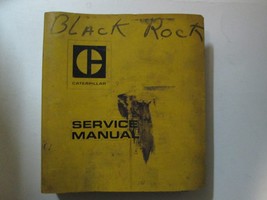 BLACK ROCK
CATERPILLAR
SERVICE
MANUAL